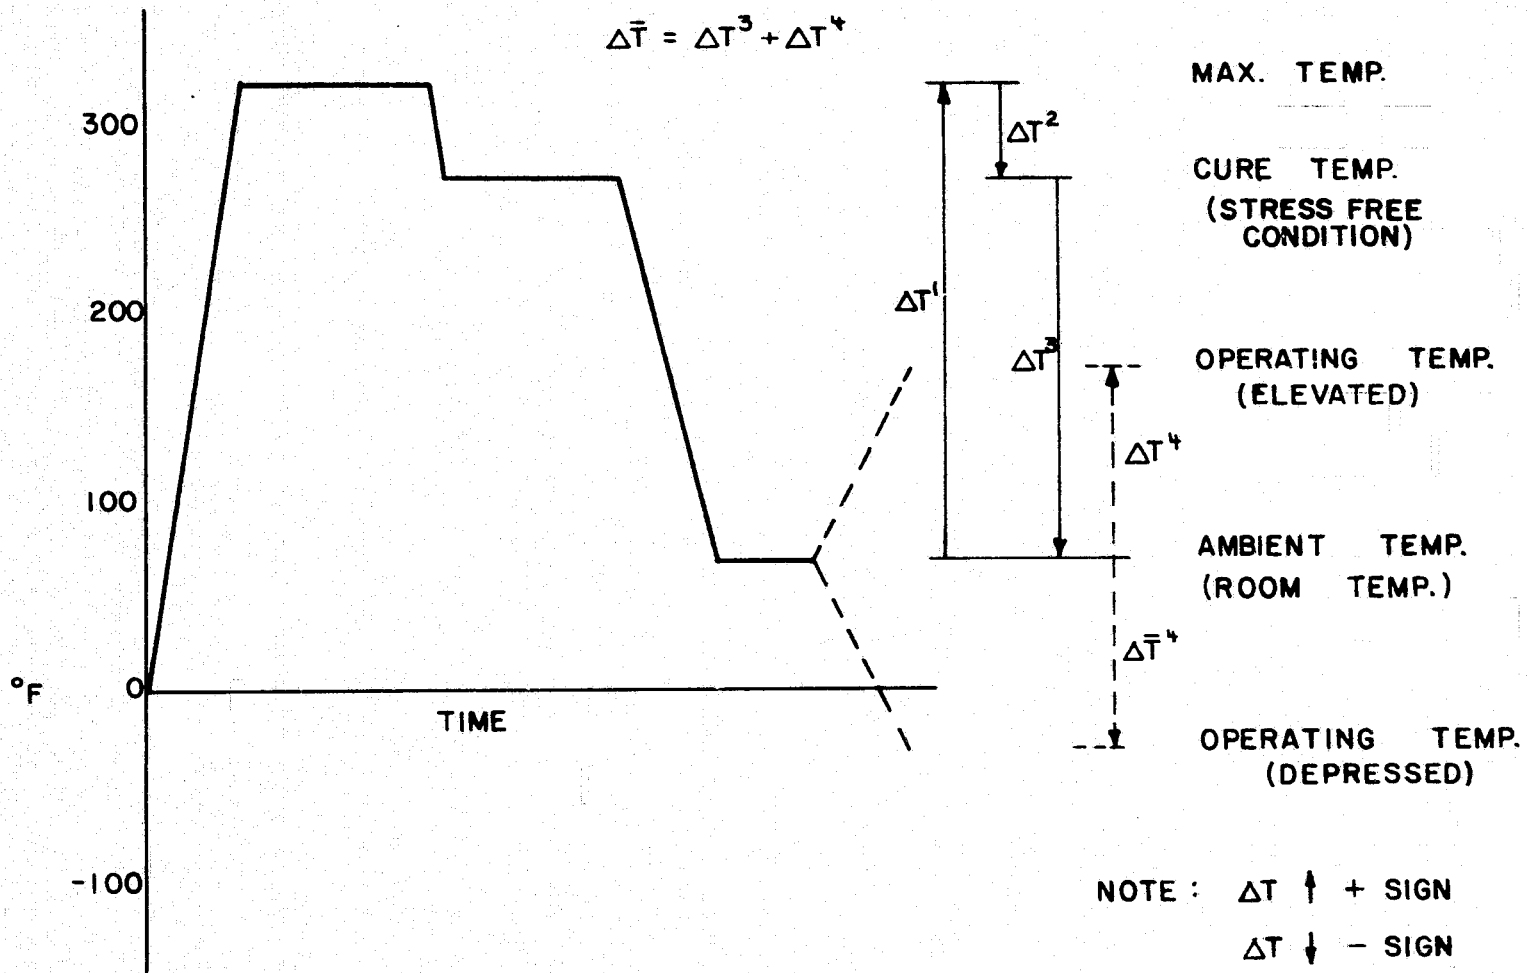 ΔT̄ = ΔT³ + ΔT⁴
300
200
100
0
-100
°F
TIME
ΔT¹
ΔT²
ΔT³
ΔT⁴
ΔT̄⁴
MAX. TEMP.
CURE TEMP.
(STRESS FREE
CONDITION)
OPERATING TEMP.
(ELEVATED)
AMBIENT TEMP.
(ROOM TEMP.)
OPERATING TEMP.
(DEPRESSED)
NOTE: ΔT ↑ + SIGN
ΔT ↓ - SIGN